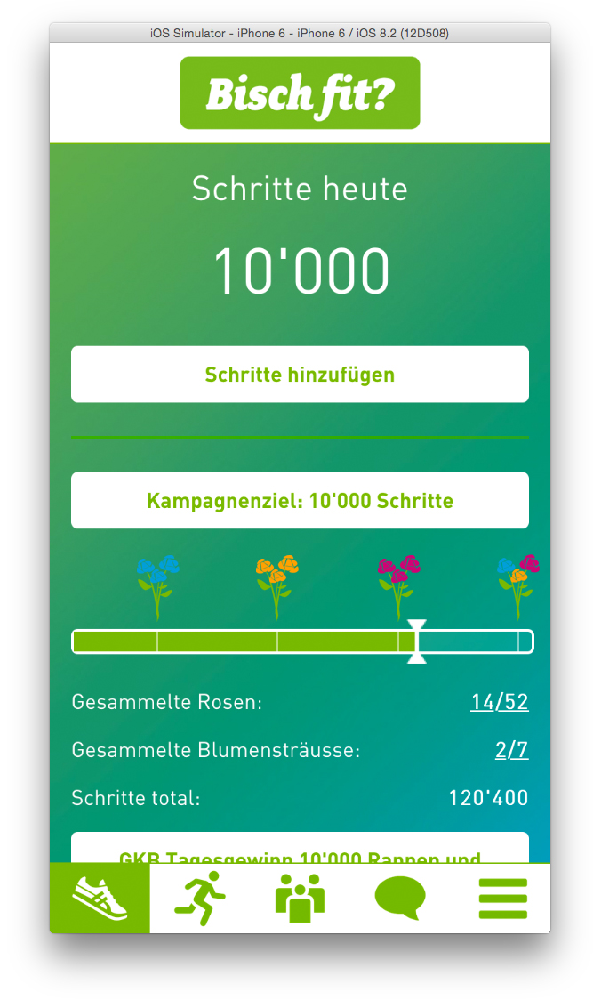 iOS Simulator - iPhone 6 - iPhone 6 / iOS 8.2 (12D508)
Bisch fit?
Schritte heute
10'000
Schritte hinzufügen
Kampagnenziel: 10'000 Schritte
Gesammelte Rosen: 14/52
Gesammelte Blumensträusse: 2/7
Schritte total: 120'400
GKB Tagesgewinn 10'000 Rappen und